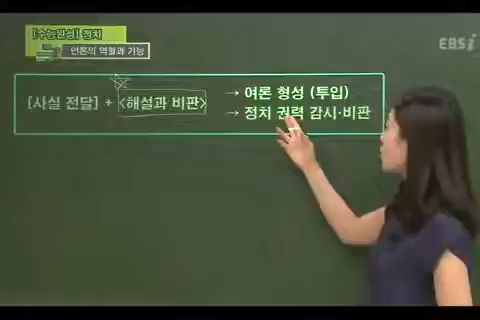 [수능완성] 정치
언론의 역할과 기능
EBSi
[사실 전달] + <해설과 비판>
→ 여론 형성 (투입)
→ 정치 권력 감시·비판